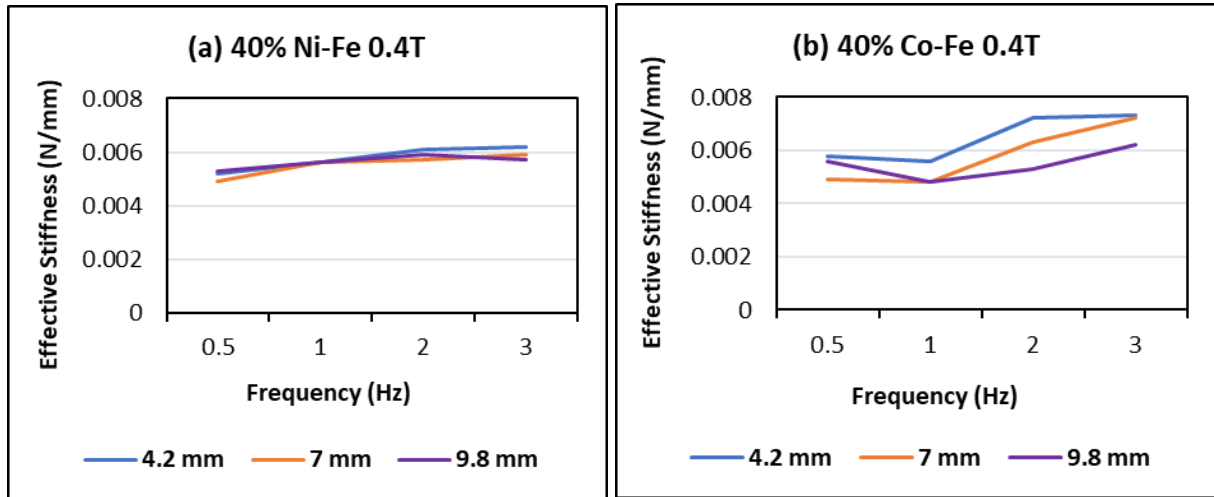 (a) 40% Ni-Fe 0.4T
Effective Stiffness (N/mm)
0.008
0.006
0.004
0.002
0
0.5 1 2 3
Frequency (Hz)
4.2 mm 7 mm 9.8 mm
(b) 40% Co-Fe 0.4T
Effective Stiffness (N/mm)
0.008
0.006
0.004
0.002
0
0.5 1 2 3
Frequency (Hz)
4.2 mm 7 mm 9.8 mm